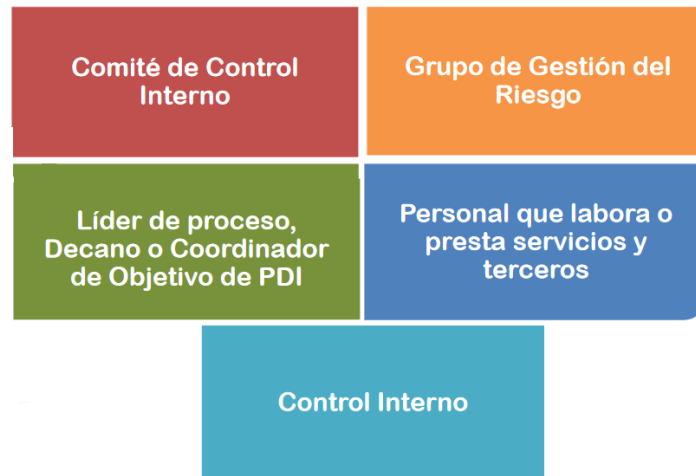 Comité de Control
Interno
Grupo de Gestión del
Riesgo
Líder de proceso,
Decano o Coordinador
de Objetivo de PDI
Personal que labora o
presta servicios y
terceros
Control Interno